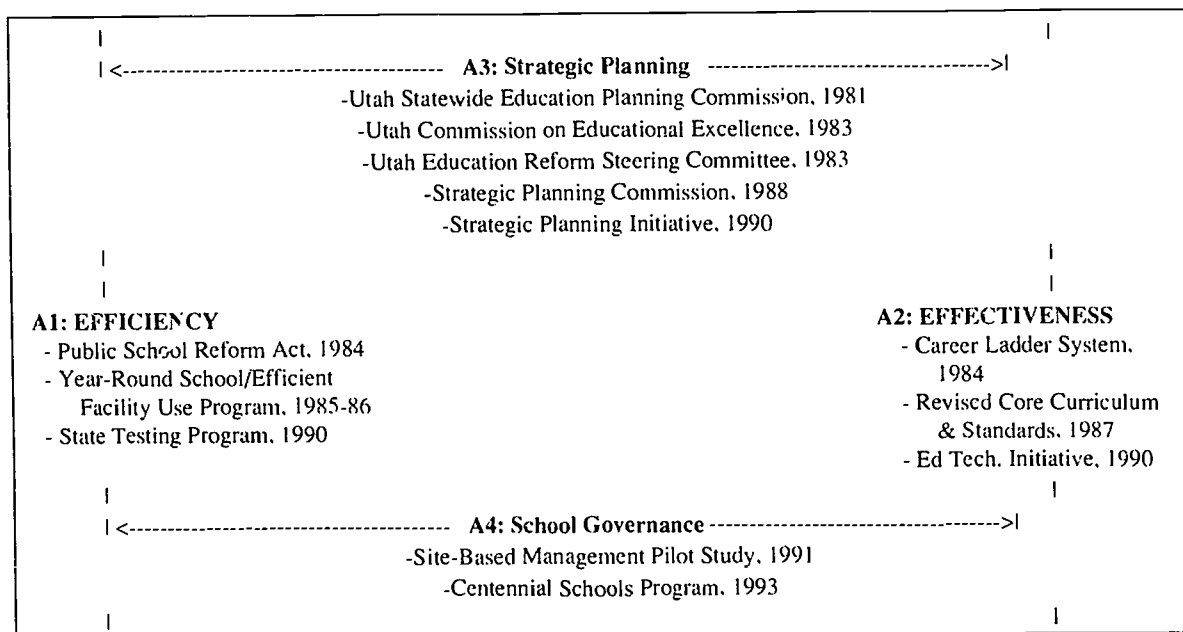 |<-------------------------------------- A3: Strategic Planning -------------------------------->|
-Utah Statewide Education Planning Commission, 1981
-Utah Commission on Educational Excellence, 1983
-Utah Education Reform Steering Committee, 1983
-Strategic Planning Commission, 1988
-Strategic Planning Initiative, 1990
A1: EFFICIENCY
- Public School Reform Act, 1984
- Year-Round School/Efficient
Facility Use Program, 1985-86
- State Testing Program, 1990
A2: EFFECTIVENESS
- Career Ladder System,
1984
- Revised Core Curriculum
& Standards, 1987
- Ed Tech. Initiative, 1990
|<------------------------------------ A4: School Governance ----------------------------------->|
-Site-Based Management Pilot Study, 1991
-Centennial Schools Program, 1993